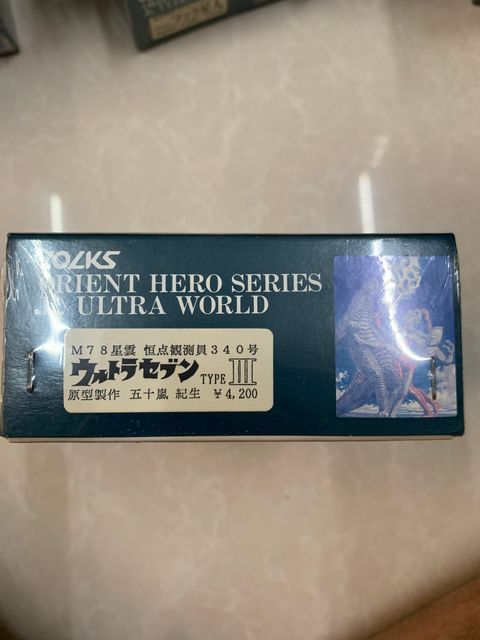 VOLKS
ORIENT HERO SERIES
ULTRA WORLD
M78星雲 恒点観測員340号
ウルトラセブン TYPE III
原型製作 五十嵐 紀生 ¥4,200